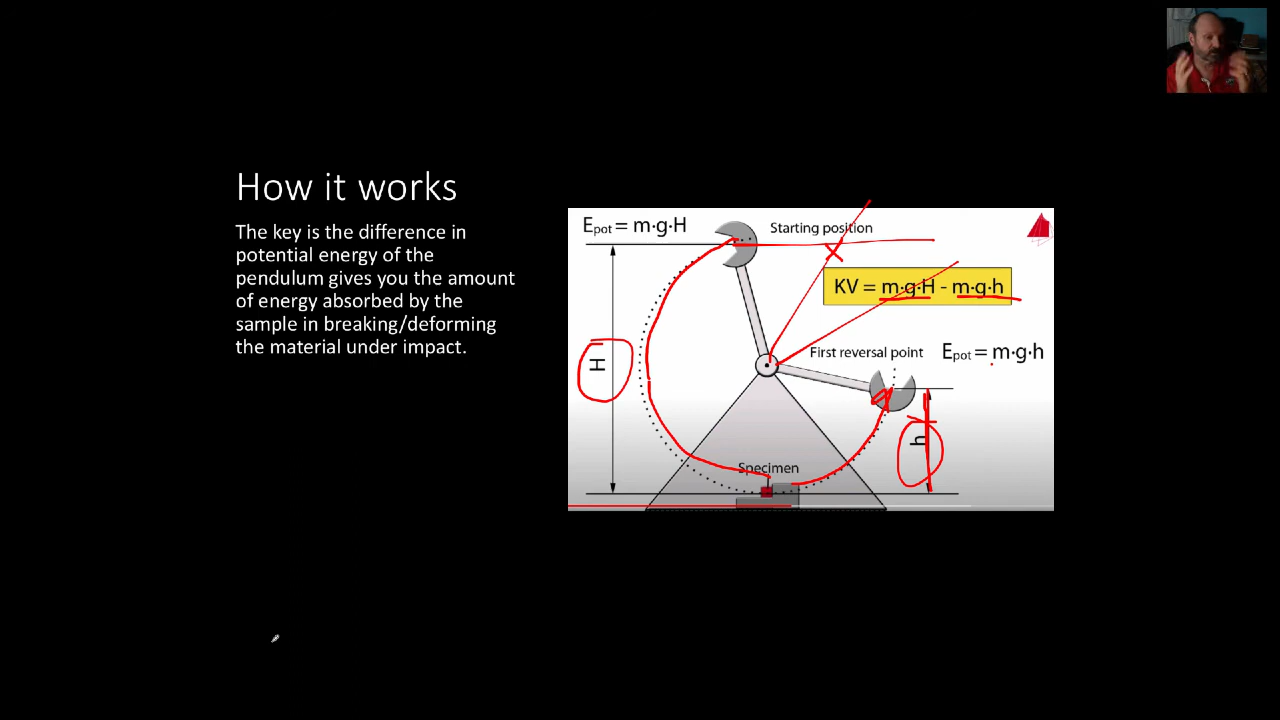 How it works
The key is the difference in
potential energy of the
pendulum gives you the amount
of energy absorbed by the
sample in breaking/deforming
the material under impact.
Epot = m·g·H
Starting position
KV = m·g·H - m·g·h
First reversal point
Epot = m·g·h
H
h
Specimen